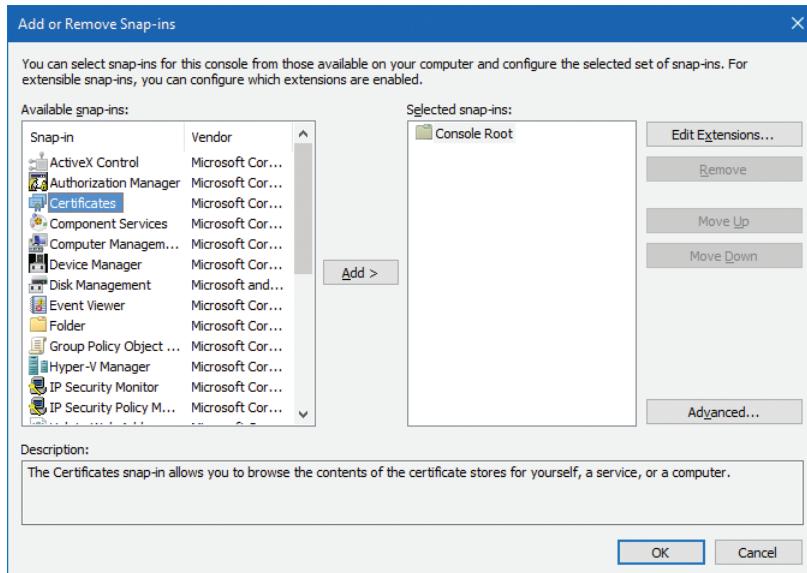 Add or Remove Snap-ins
You can select snap-ins for this console from those available on your computer and configure the selected set of snap-ins. For
extensible snap-ins, you can configure which extensions are enabled.
Available snap-ins:
Snap-in Vendor
ActiveX Control Microsoft Cor...
Authorization Manager Microsoft Cor...
Certificates Microsoft Cor...
Component Services Microsoft Cor...
Computer Managem... Microsoft Cor...
Device Manager Microsoft Cor...
Disk Management Microsoft and...
Event Viewer Microsoft Cor...
Folder Microsoft Cor...
Group Policy Object ... Microsoft Cor...
Hyper-V Manager Microsoft Cor...
IP Security Monitor Microsoft Cor...
IP Security Policy M... Microsoft Cor...
Add >
Selected snap-ins:
Console Root
Edit Extensions...
Remove
Move Up
Move Down
Advanced...
Description:
The Certificates snap-in allows you to browse the contents of the certificate stores for yourself, a service, or a computer.
OK Cancel